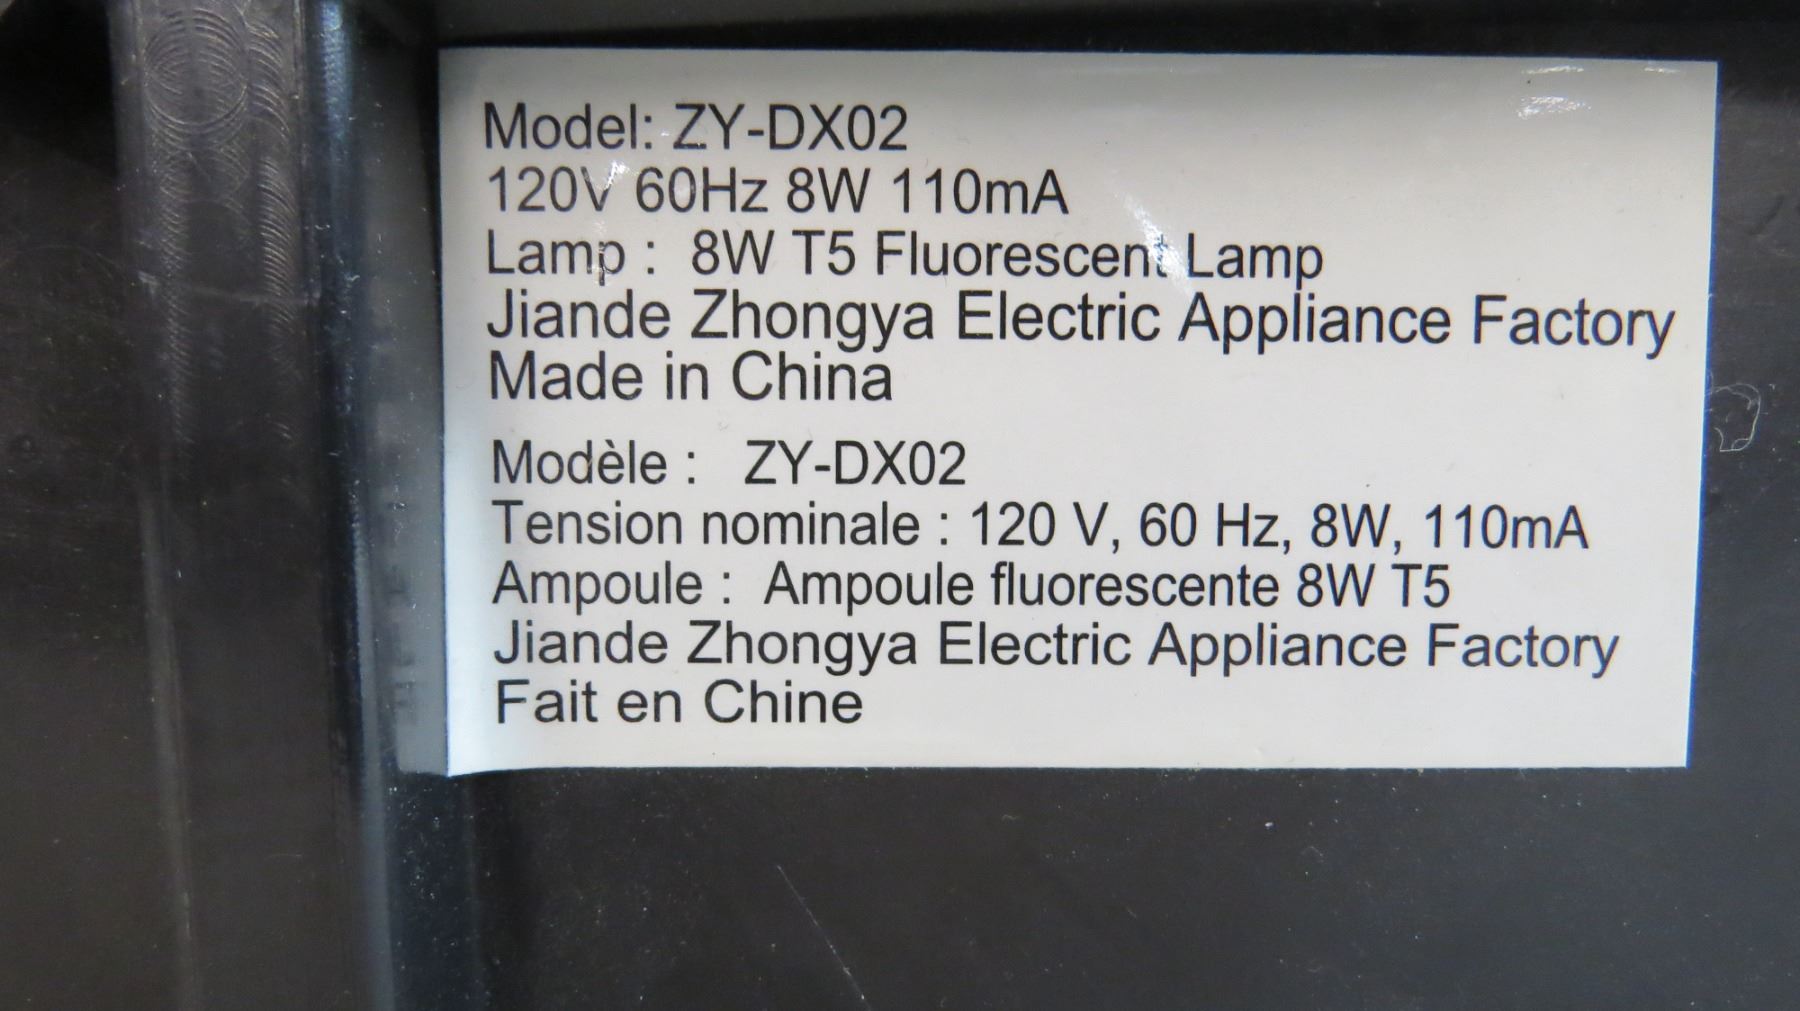 Model: ZY-DX02
120V 60Hz 8W 110mA
Lamp : 8W T5 Fluorescent Lamp
Jiande Zhongya Electric Appliance Factory
Made in China
Modèle : ZY-DX02
Tension nominale : 120 V, 60 Hz, 8W, 110mA
Ampoule : Ampoule fluorescente 8W T5
Jiande Zhongya Electric Appliance Factory
Fait en Chine